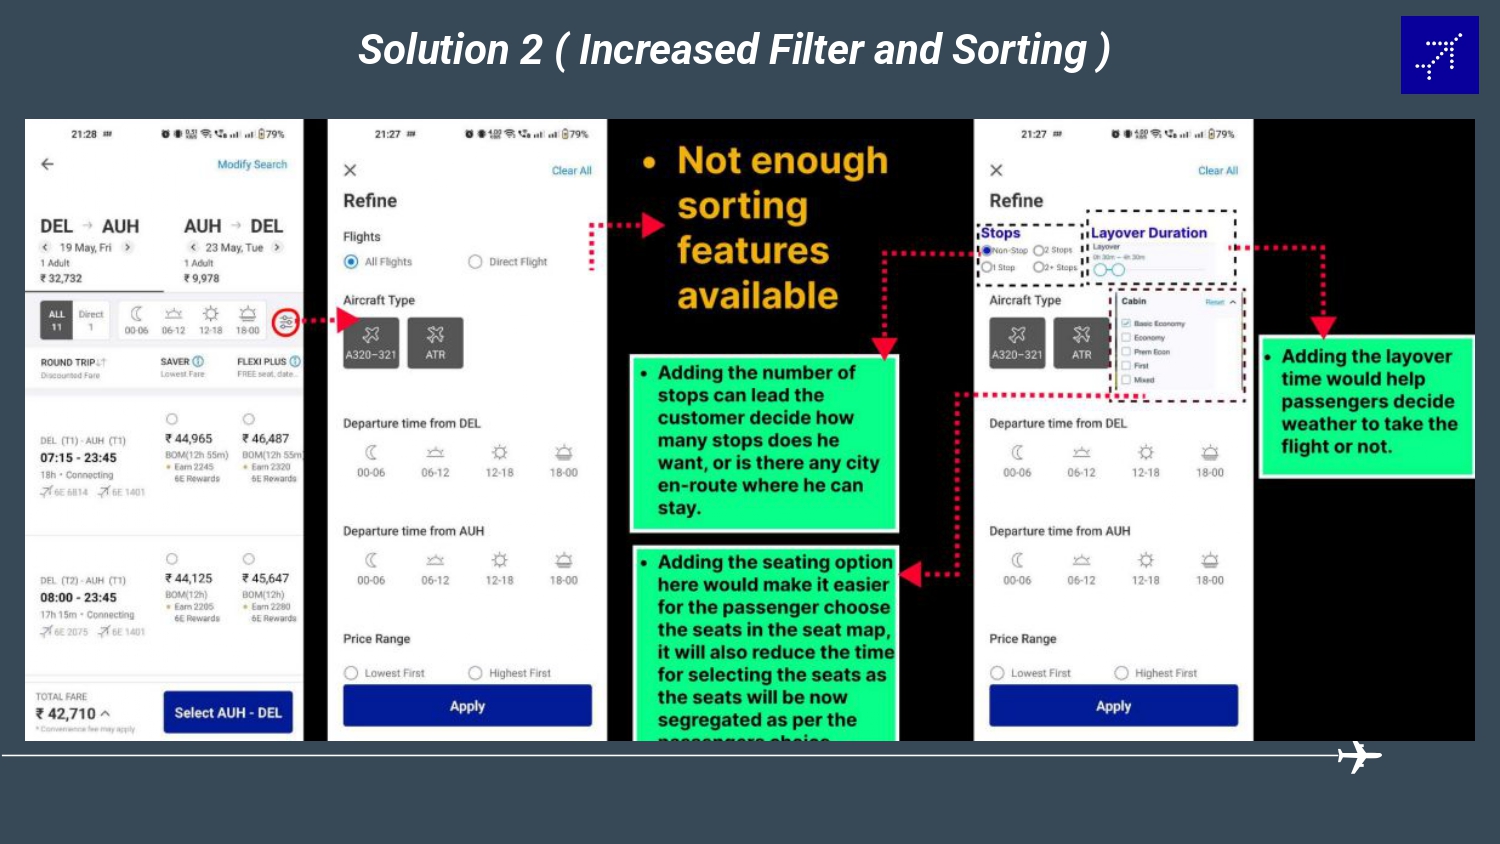 Solution 2 ( Increased Filter and Sorting )
21:28
79%
Modify Search
DEL → AUH
AUH → DEL
< 19 May, Fri >
< 23 May, Tue >
1 Adult
1 Adult
₹ 32,732
₹ 9,978
ALL
11
Direct
1
00-06
06-12
12-18
18-00
ROUND TRIP
Discounted Fare
SAVER
Lowest Fare
FLEXI PLUS
FREE seat, date..
DEL (T1) - AUH (T1)
07:15 - 23:45
18h • Connecting
6E 6814
6E 1401
₹ 44,965
BOM(12h 55m)
Earn 2245
6E Rewards
₹ 46,487
BOM(12h 55m
Earn 2320
6E Rewards
DEL (T2) - AUH (T1)
08:00 - 23:45
17h 15m • Connecting
6E 2075
6E 1401
₹ 44,125
BOM(12h)
Earn 2205
6E Rewards
₹ 45,647
BOM(12h)
Earn 2280
6E Rewards
TOTAL FARE
₹ 42,710
* Convenience fee may apply
Select AUH - DEL
21:27
79%
Clear All
Refine
Flights
All Flights
Direct Flight
Aircraft Type
A320-321
ATR
Departure time from DEL
00-06
06-12
12-18
18-00
Departure time from AUH
00-06
06-12
12-18
18-00
Price Range
Lowest First
Highest First
Apply
• Not enough
sorting
features
available
• Adding the number of
stops can lead the
customer decide how
many stops does he
want, or is there any city
en-route where he can
stay.
• Adding the seating option
here would make it easier
for the passenger choose
the seats in the seat map,
it will also reduce the time
for selecting the seats as
the seats will be now
segregated as per the
passengers choice
21:27
79%
Clear All
Refine
Stops
Non-Stop
2 Stops
1 Stop
2+ Stops
Layover Duration
Layover
0h 30m - 4h 30m
Aircraft Type
A320-321
ATR
Cabin
Reset
Basic Economy
Economy
Prem Econ
First
Mixed
Departure time from DEL
00-06
06-12
12-18
18-00
Departure time from AUH
00-06
06-12
12-18
18-00
Price Range
Lowest First
Highest First
Apply
• Adding the layover
time would help
passengers decide
weather to take the
flight or not.